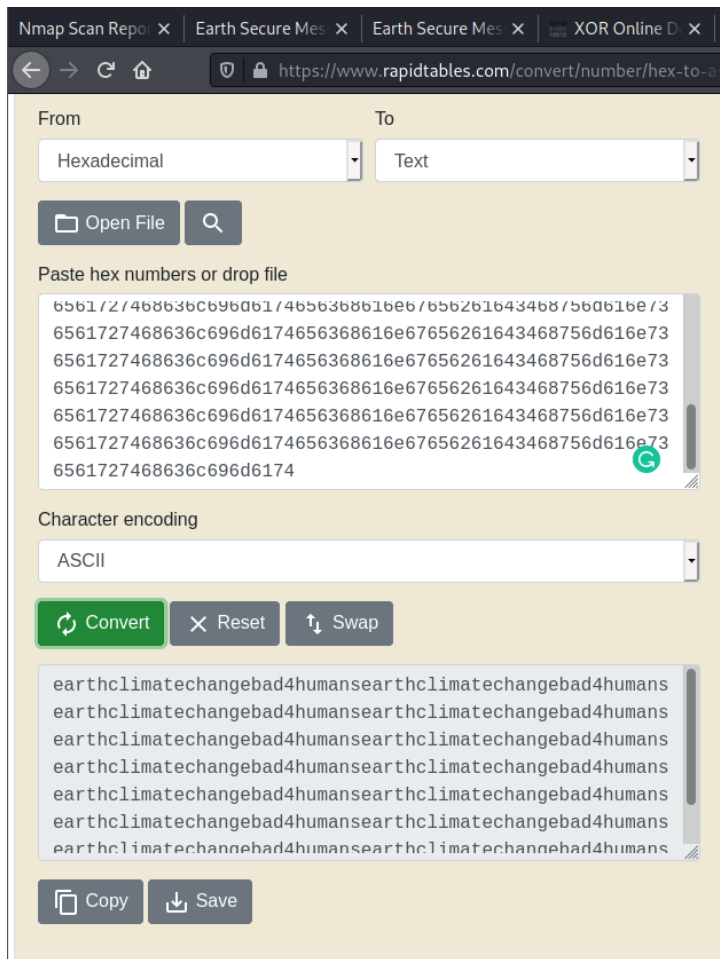 Nmap Scan Repor
Earth Secure Mes
Earth Secure Mes
XOR Online D
https://www.rapidtables.com/convert/number/hex-to-a
From
To
Hexadecimal
Text
Open File
Paste hex numbers or drop file
6561727468636c696d6174656368616e67656261643468756d616e73
6561727468636c696d6174656368616e67656261643468756d616e73
6561727468636c696d6174656368616e67656261643468756d616e73
6561727468636c696d6174656368616e67656261643468756d616e73
6561727468636c696d6174656368616e67656261643468756d616e73
6561727468636c696d6174656368616e67656261643468756d616e73
6561727468636c696d6174
Character encoding
ASCII
Convert
Reset
Swap
earthclimatechangebad4humansearthclimatechangebad4humans
earthclimatechangebad4humansearthclimatechangebad4humans
earthclimatechangebad4humansearthclimatechangebad4humans
earthclimatechangebad4humansearthclimatechangebad4humans
earthclimatechangebad4humansearthclimatechangebad4humans
earthclimatechangebad4humansearthclimatechangebad4humans
earthclimatechangebad4humansearthclimatechangebad4humans
Copy
Save